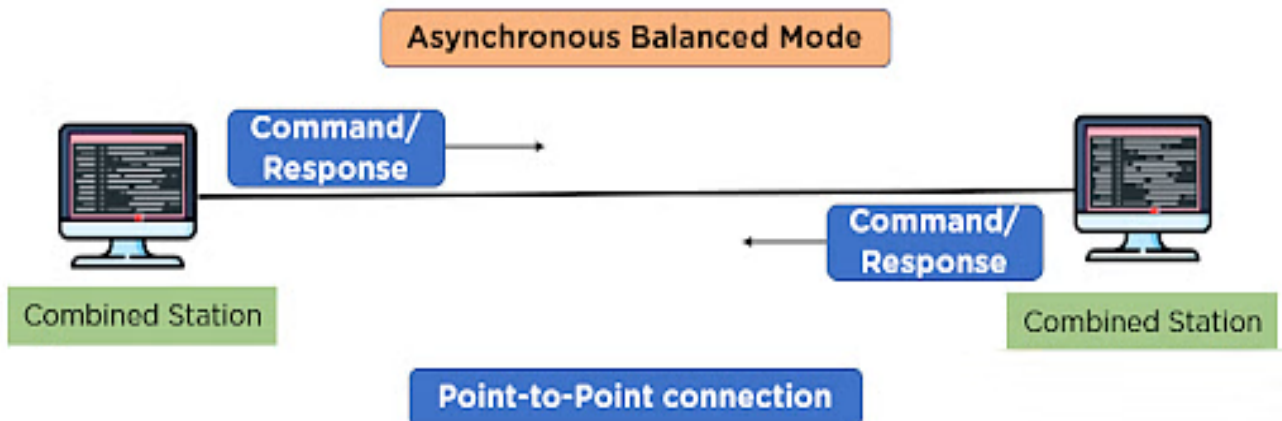 Asynchronous Balanced Mode
Command/
Response
Command/
Response
Combined Station
Combined Station
Point-to-Point connection